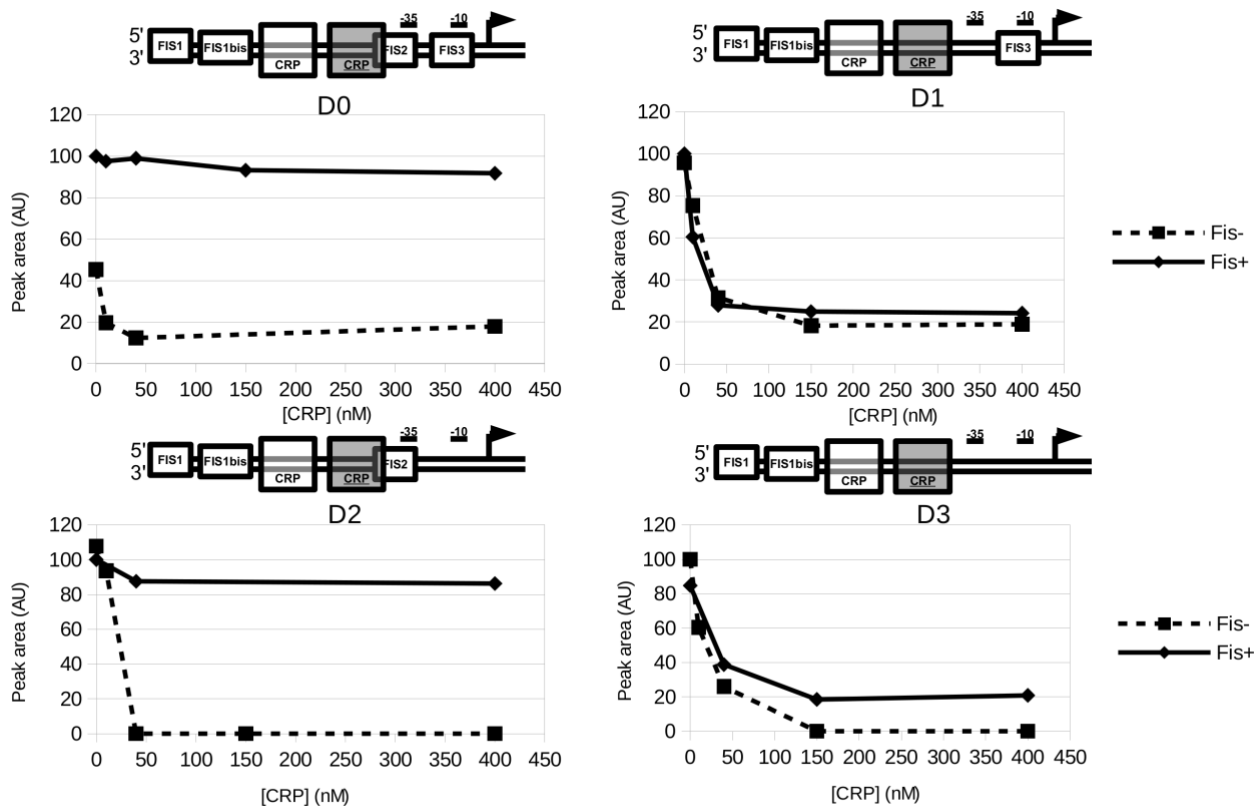 -35 -10
5'
3'
FIS1 FIS1bis CRP CRP FIS2 FIS3
D0
120
100
80
60
40
20
0
Peak area (AU)
0 50 100 150 200 250 300 350 400 450
[CRP] (nM)
-35 -10
5'
3'
FIS1 FIS1bis CRP CRP FIS3
D1
120
100
80
60
40
20
0
Peak area (AU)
0 50 100 150 200 250 300 350 400 450
[CRP] (nM)
Fis-
Fis+
-35 -10
5'
3'
FIS1 FIS1bis CRP CRP FIS2
D2
120
100
80
60
40
20
0
Peak area (AU)
0 50 100 150 200 250 300 350 400 450
[CRP] (nM)
-35 -10
5'
3'
FIS1 FIS1bis CRP CRP
D3
120
100
80
60
40
20
0
Peak area (AU)
0 50 100 150 200 250 300 350 400 450
[CRP] (nM)
Fis-
Fis+